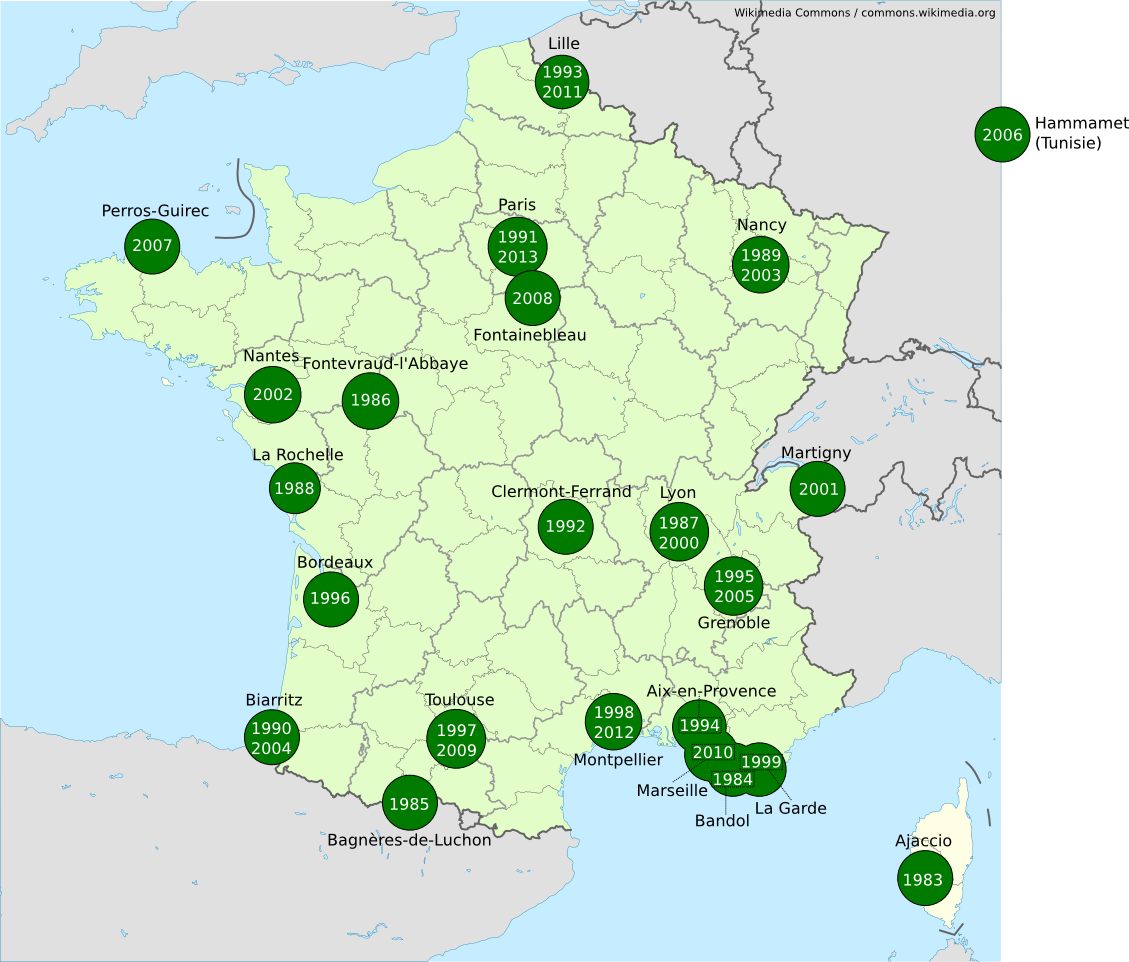 Wikimedia Commons / commons.wikimedia.org
Lille
1993
2011
2006
Hammamet
(Tunisie)
Perros-Guirec
2007
Paris
1991
2013
2008
Fontainebleau
Nancy
1989
2003
Nantes
2002
Fontevraud-l'Abbaye
1986
La Rochelle
1988
Martigny
2001
Clermont-Ferrand
1992
Lyon
1987
2000
Bordeaux
1996
1995
2005
Grenoble
Biarritz
1990
2004
Toulouse
1997
2009
1998
2012
Montpellier
Aix-en-Provence
1994
2010
Marseille
1999
La Garde
1984
Bandol
1985
Bagnères-de-Luchon
Ajaccio
1983